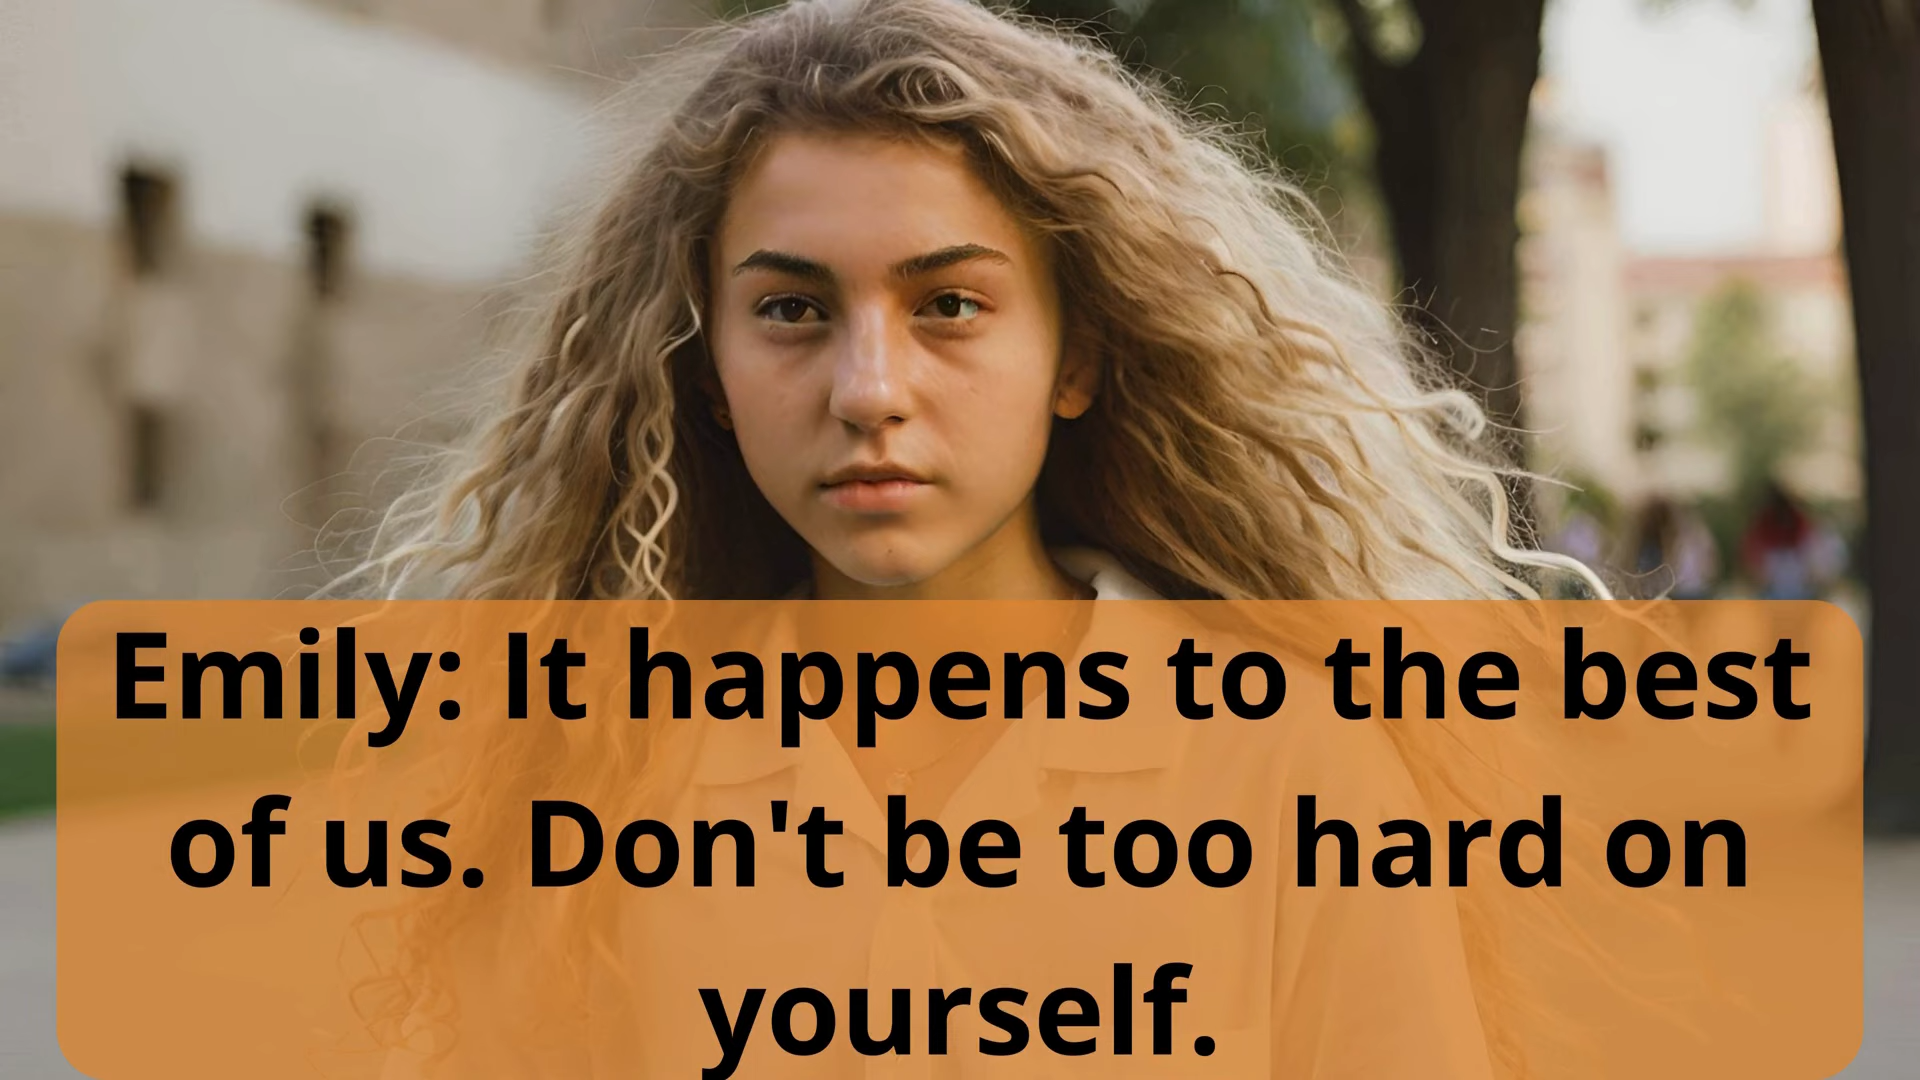 Emily: It happens to the best
of us. Don't be too hard on
yourself.